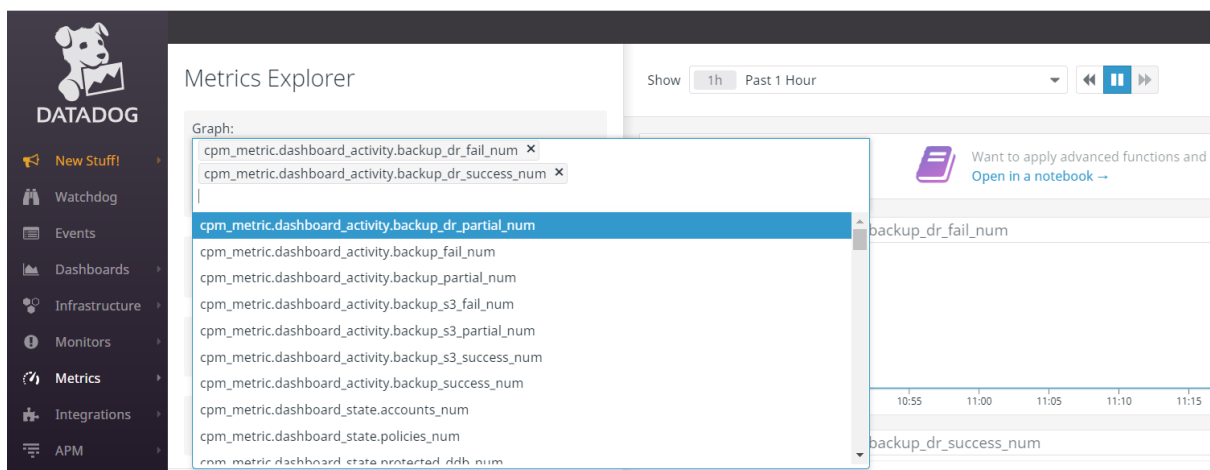 DATADOG
New Stuff!
Watchdog
Events
Dashboards
Infrastructure
Monitors
Metrics
Integrations
APM
Metrics Explorer
Graph:
cpm_metric.dashboard_activity.backup_dr_fail_num ×
cpm_metric.dashboard_activity.backup_dr_success_num ×
cpm_metric.dashboard_activity.backup_dr_partial_num
cpm_metric.dashboard_activity.backup_fail_num
cpm_metric.dashboard_activity.backup_partial_num
cpm_metric.dashboard_activity.backup_s3_fail_num
cpm_metric.dashboard_activity.backup_s3_partial_num
cpm_metric.dashboard_activity.backup_s3_success_num
cpm_metric.dashboard_activity.backup_success_num
cpm_metric.dashboard_state.accounts_num
cpm_metric.dashboard_state.policies_num
cpm_metric.dashboard_state.protected_ddb_num
Show 1h Past 1 Hour
Want to apply advanced functions and
Open in a notebook →
backup_dr_fail_num
10:55 11:00 11:05 11:10 11:15
backup_dr_success_num